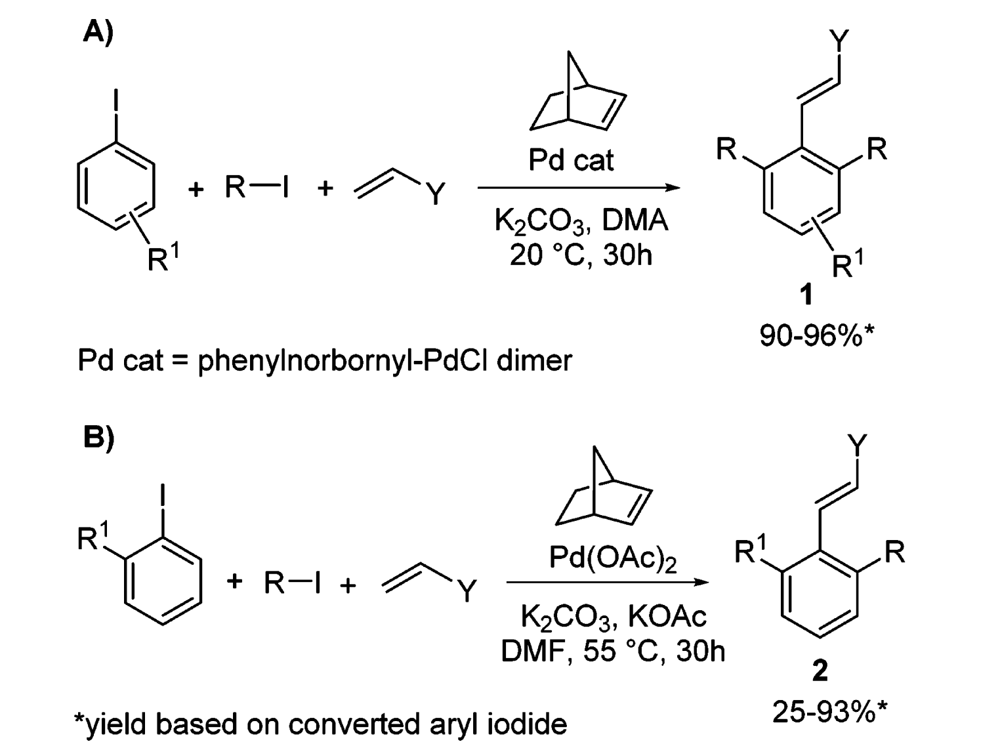 A)
I
R¹
+
R—I
+
Y
Pd cat
K₂CO₃, DMA
20 °C, 30h
Y
R
R
R¹
1
90-96%*
Pd cat = phenylnorbornyl-PdCl dimer
B)
I
R¹
+
R—I
+
Y
Pd(OAc)₂
K₂CO₃, KOAc
DMF, 55 °C, 30h
Y
R¹
R
2
25-93%*
*yield based on converted aryl iodide